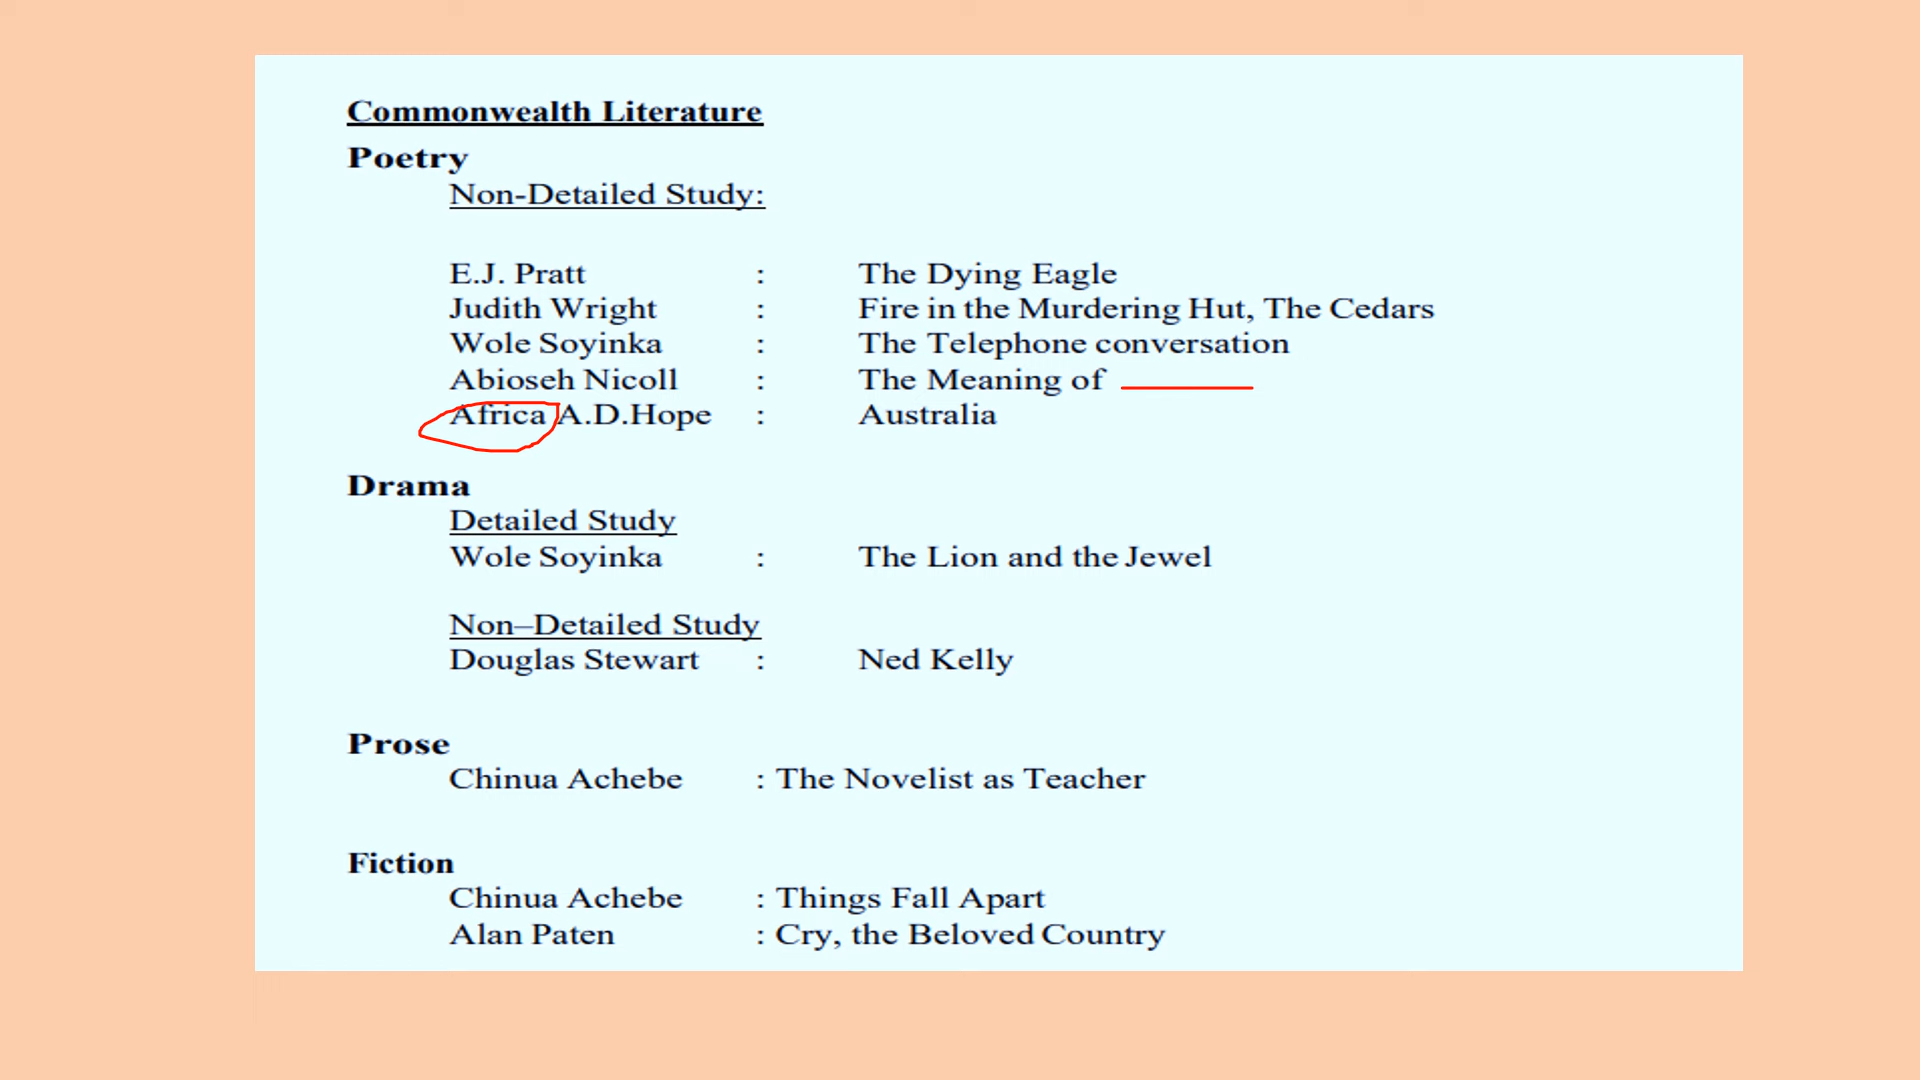 Commonwealth Literature
Poetry
Non-Detailed Study:
E.J. Pratt : The Dying Eagle
Judith Wright : Fire in the Murdering Hut, The Cedars
Wole Soyinka : The Telephone conversation
Abioseh Nicoll : The Meaning of
Africa A.D.Hope : Australia
Drama
Detailed Study
Wole Soyinka : The Lion and the Jewel
Non–Detailed Study
Douglas Stewart : Ned Kelly
Prose
Chinua Achebe : The Novelist as Teacher
Fiction
Chinua Achebe : Things Fall Apart
Alan Paten : Cry, the Beloved Country